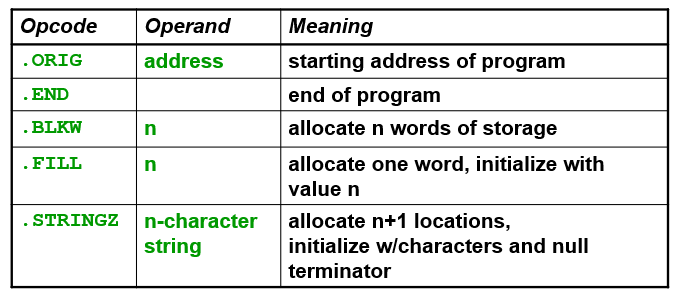 Opcode Operand Meaning
.ORIG address starting address of program
.END end of program
.BLKW n allocate n words of storage
.FILL n allocate one word, initialize with
value n
.STRINGZ n-character allocate n+1 locations,
string initialize w/characters and null
terminator